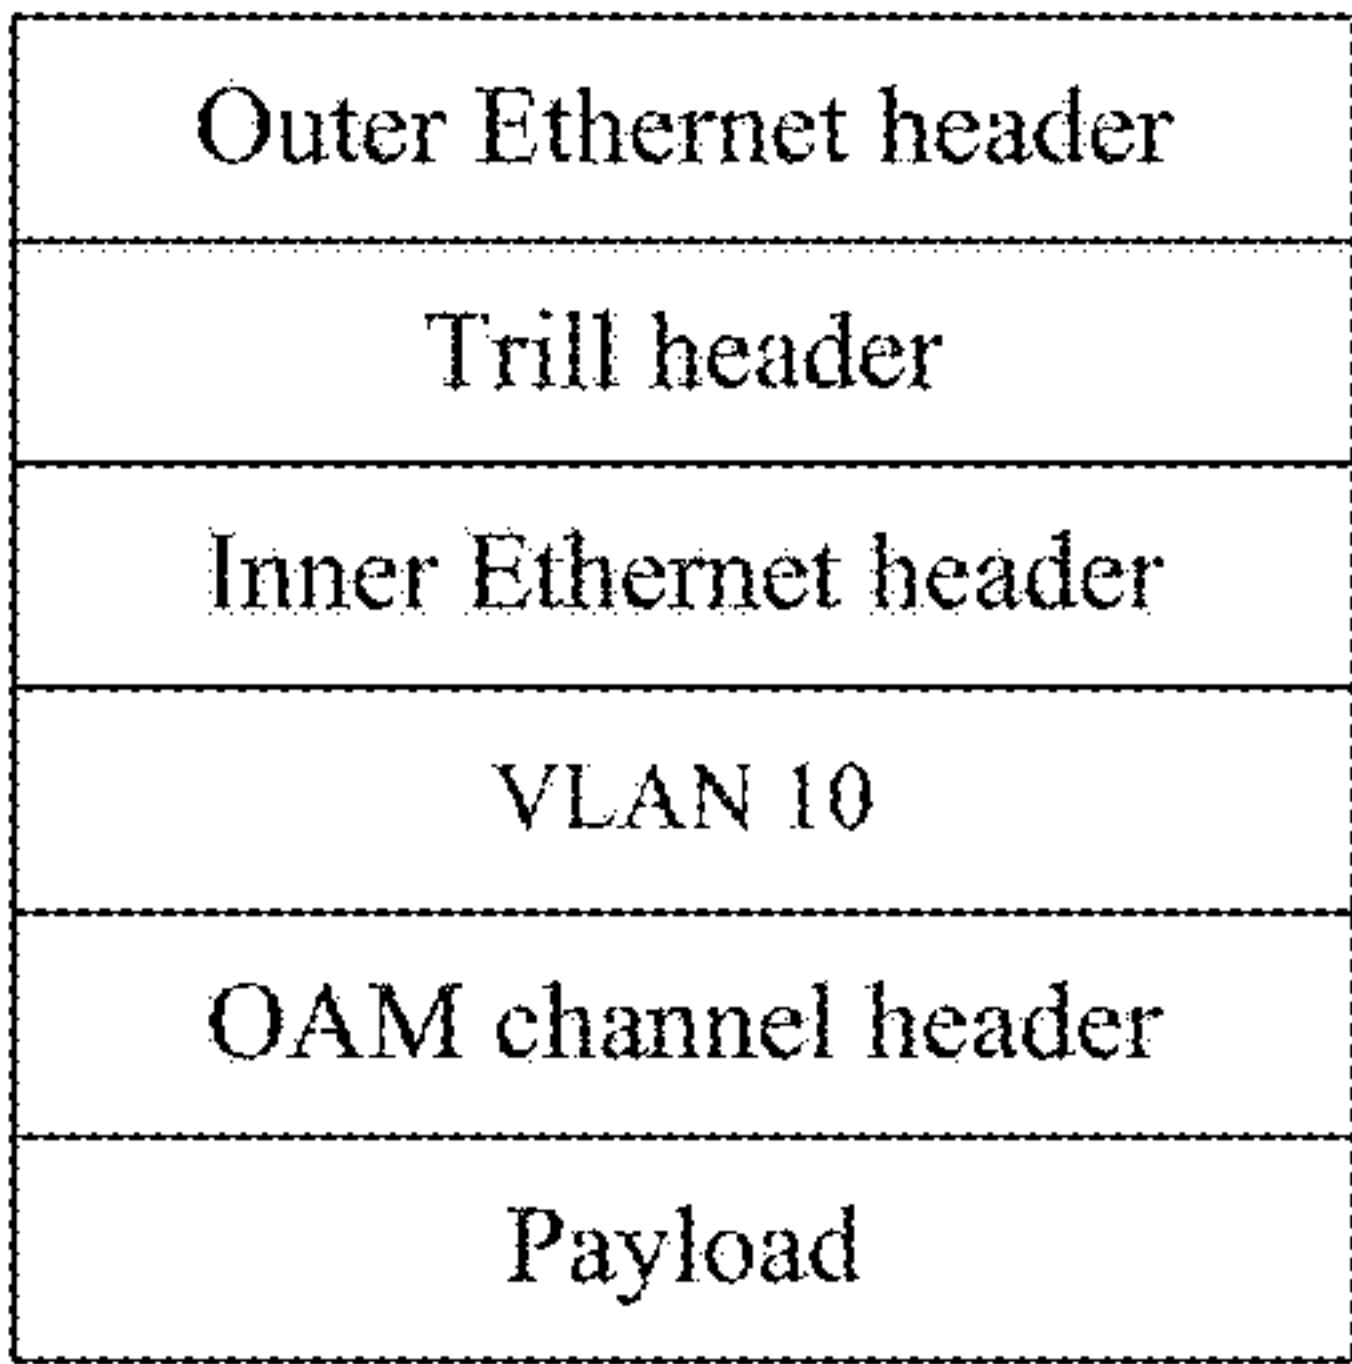 Outer Ethernet header
Trill header
Inner Ethernet header
VLAN 10
OAM channel header
Payload